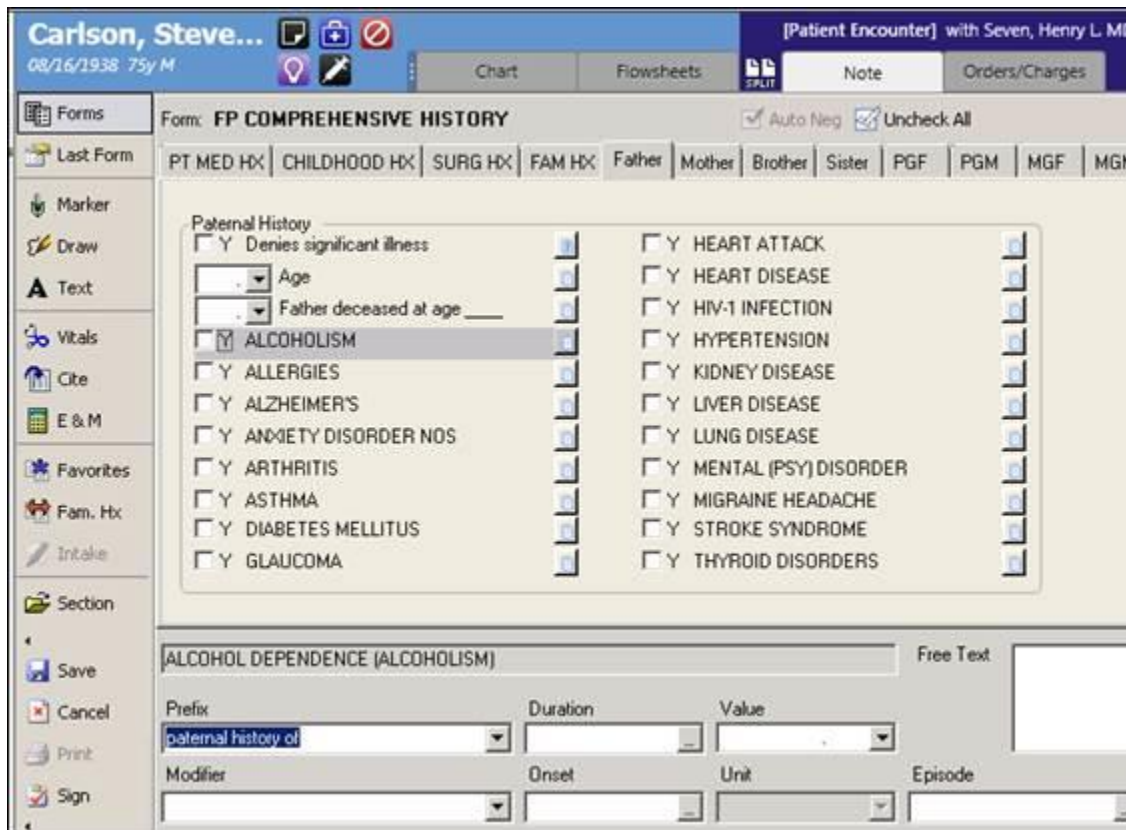 Carlson, Steve...
08/16/1938 75y M
[Patient Encounter] with Seven, Henry L. MD
Chart
Flowsheets
SPLIT
Note
Orders/Charges
Forms
Last Form
Marker
Draw
A Text
Vitals
Cite
E & M
Favorites
Fam. Hx
Intake
Section
Save
Cancel
Print
Sign
Form: FP COMPREHENSIVE HISTORY
Auto Neg
Uncheck All
PT MED HX
CHILDHOOD HX
SURG HX
FAM HX
Father
Mother
Brother
Sister
PGF
PGM
MGF
MGM
Paternal History
Y Denies significant illness
Age
Father deceased at age ____
Y ALCOHOLISM
Y ALLERGIES
Y ALZHEIMER'S
Y ANXIETY DISORDER NOS
Y ARTHRITIS
Y ASTHMA
Y DIABETES MELLITUS
Y GLAUCOMA
Y HEART ATTACK
Y HEART DISEASE
Y HIV-1 INFECTION
Y HYPERTENSION
Y KIDNEY DISEASE
Y LIVER DISEASE
Y LUNG DISEASE
Y MENTAL (PSY) DISORDER
Y MIGRAINE HEADACHE
Y STROKE SYNDROME
Y THYROID DISORDERS
ALCOHOL DEPENDENCE (ALCOHOLISM)
Free Text
Prefix
Duration
Value
paternal history of
Modifier
Onset
Unit
Episode